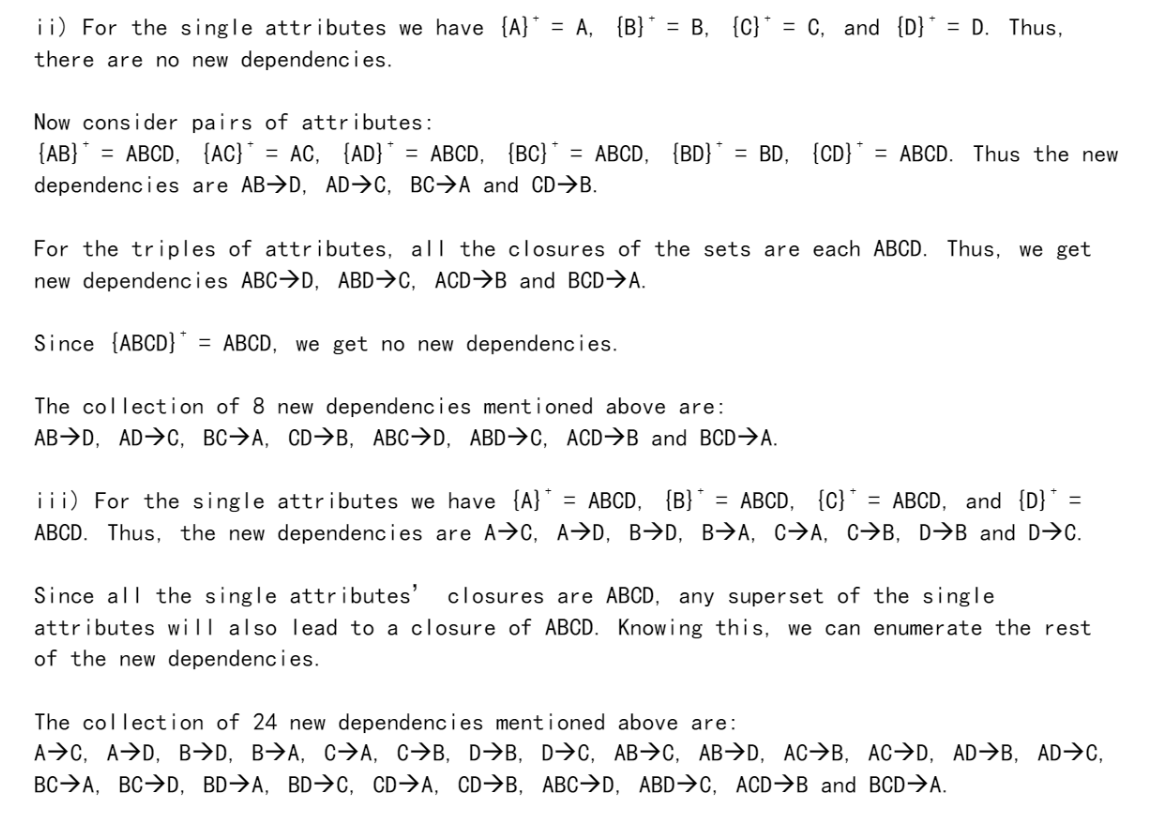 ii) For the single attributes we have {A}⁺ = A, {B}⁺ = B, {C}⁺ = C, and {D}⁺ = D. Thus,
there are no new dependencies.
Now consider pairs of attributes:
{AB}⁺ = ABCD, {AC}⁺ = AC, {AD}⁺ = ABCD, {BC}⁺ = ABCD, {BD}⁺ = BD, {CD}⁺ = ABCD. Thus the new
dependencies are AB→D, AD→C, BC→A and CD→B.
For the triples of attributes, all the closures of the sets are each ABCD. Thus, we get
new dependencies ABC→D, ABD→C, ACD→B and BCD→A.
Since {ABCD}⁺ = ABCD, we get no new dependencies.
The collection of 8 new dependencies mentioned above are:
AB→D, AD→C, BC→A, CD→B, ABC→D, ABD→C, ACD→B and BCD→A.
iii) For the single attributes we have {A}⁺ = ABCD, {B}⁺ = ABCD, {C}⁺ = ABCD, and {D}⁺ =
ABCD. Thus, the new dependencies are A→C, A→D, B→D, B→A, C→A, C→B, D→B and D→C.
Since all the single attributes' closures are ABCD, any superset of the single
attributes will also lead to a closure of ABCD. Knowing this, we can enumerate the rest
of the new dependencies.
The collection of 24 new dependencies mentioned above are:
A→C, A→D, B→D, B→A, C→A, C→B, D→B, D→C, AB→C, AB→D, AC→B, AC→D, AD→B, AD→C,
BC→A, BC→D, BD→A, BD→C, CD→A, CD→B, ABC→D, ABD→C, ACD→B and BCD→A.